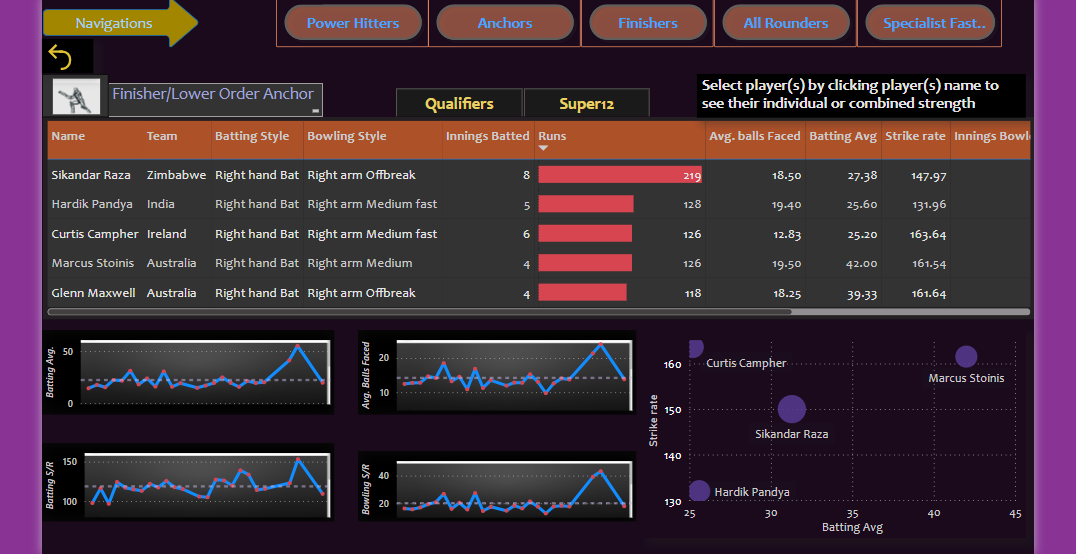 Navigations
Power Hitters
Anchors
Finishers
All Rounders
Specialist Fast..
Finisher/Lower Order Anchor
Qualifiers
Super12
Select player(s) by clicking player(s) name to
see their individual or combined strength
Name Team Batting Style Bowling Style Innings Batted Runs Avg. balls Faced Batting Avg Strike rate Innings Bowl
Sikandar Raza Zimbabwe Right hand Bat Right arm Offbreak 8 219 18.50 27.38 147.97
Hardik Pandya India Right hand Bat Right arm Medium fast 5 128 19.40 25.60 131.96
Curtis Campher Ireland Right hand Bat Right arm Medium fast 6 126 12.83 25.20 163.64
Marcus Stoinis Australia Right hand Bat Right arm Medium 4 126 19.50 42.00 161.54
Glenn Maxwell Australia Right hand Bat Right arm Offbreak 4 118 18.25 39.33 161.64
Batting Avg.
50
0
Avg. Balls Faced
20
10
Batting S/R
150
100
Bowling S/R
40
20
Strike rate
160
150
140
130
Curtis Campher
Marcus Stoinis
Sikandar Raza
Hardik Pandya
25 30 35 40 45
Batting Avg